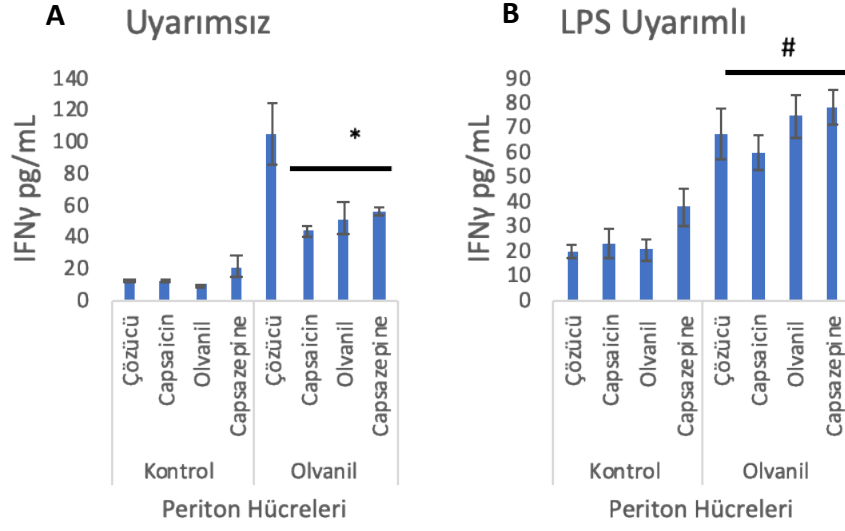 A
Uyarımsız
IFNγ pg/mL
140
120
100
80
60
40
20
0
*
Çözücü
Capsaicin
Olvanil
Capsazepine
Çözücü
Capsaicin
Olvanil
Capsazepine
Kontrol
Olvanil
Periton Hücreleri
B
LPS Uyarımlı
IFNγ pg/mL
90
80
70
60
50
40
30
20
10
0
#
Çözücü
Capsaicin
Olvanil
Capsazepine
Çözücü
Capsaicin
Olvanil
Capsazepine
Kontrol
Olvanil
Periton Hücreleri